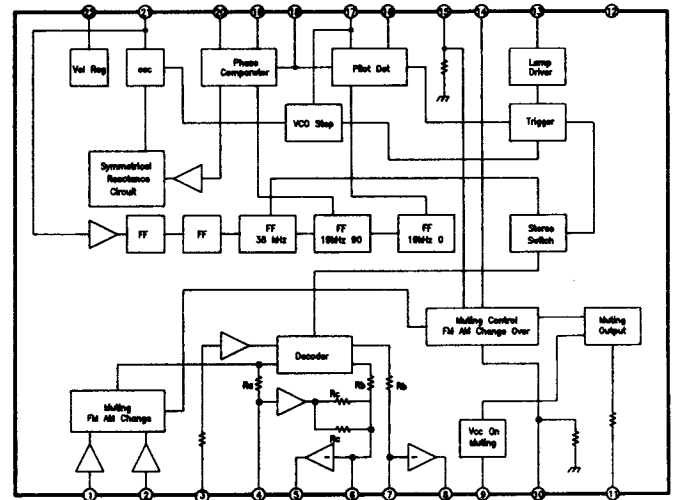 22 21 20 19 18 17 16 15 14 13 12
Vol Reg
osc
Phase
Comparator
Pilot Det
Lamp
Driver
VCO Stop
Trigger
Symmetrical
Reactance
Circuit
FF
FF
FF
38 kHz
FF
19kHz 90
FF
19kHz 0
Stereo
Switch
Muting Control
FM AM Change Over
Muting
Output
Decoder
Ra
Rc
Rb
Rb
Rc
Muting
FM AM Change
Vcc On
Muting
1 2 3 4 5 6 7 8 9 10 11